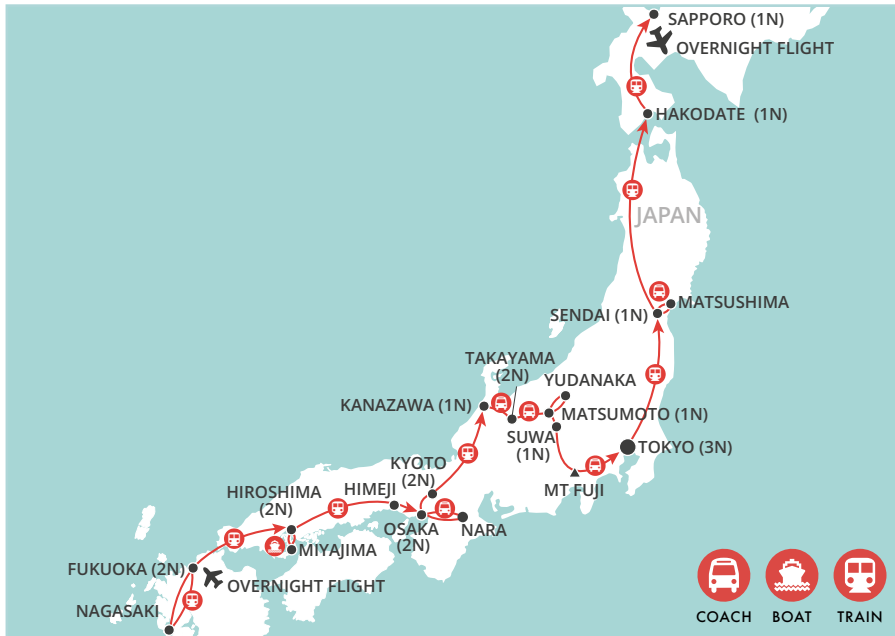 SAPPORO (1N)
OVERNIGHT FLIGHT
HAKODATE (1N)
JAPAN
MATSUSHIMA
SENDAI (1N)
TAKAYAMA
(2N)
YUDANAKA
KANAZAWA (1N)
MATSUMOTO (1N)
SUWA
(1N)
TOKYO (3N)
KYOTO
(2N)
MT FUJI
HIMEJI
HIROSHIMA
(2N)
OSAKA
(2N)
NARA
MIYAJIMA
FUKUOKA (2N)
OVERNIGHT FLIGHT
NAGASAKI
COACH
BOAT
TRAIN